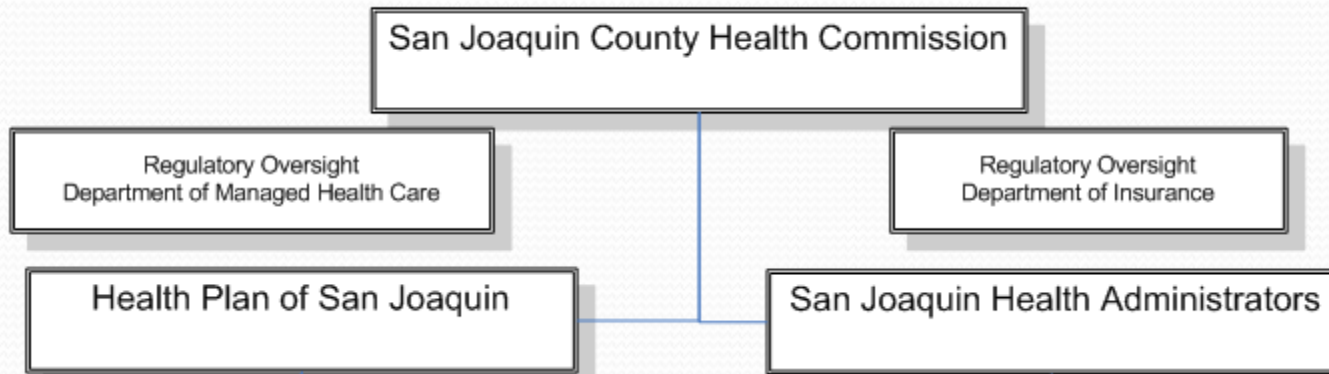 San Joaquin County Health Commission
Regulatory Oversight
Department of Managed Health Care
Regulatory Oversight
Department of Insurance
Health Plan of San Joaquin
San Joaquin Health Administrators